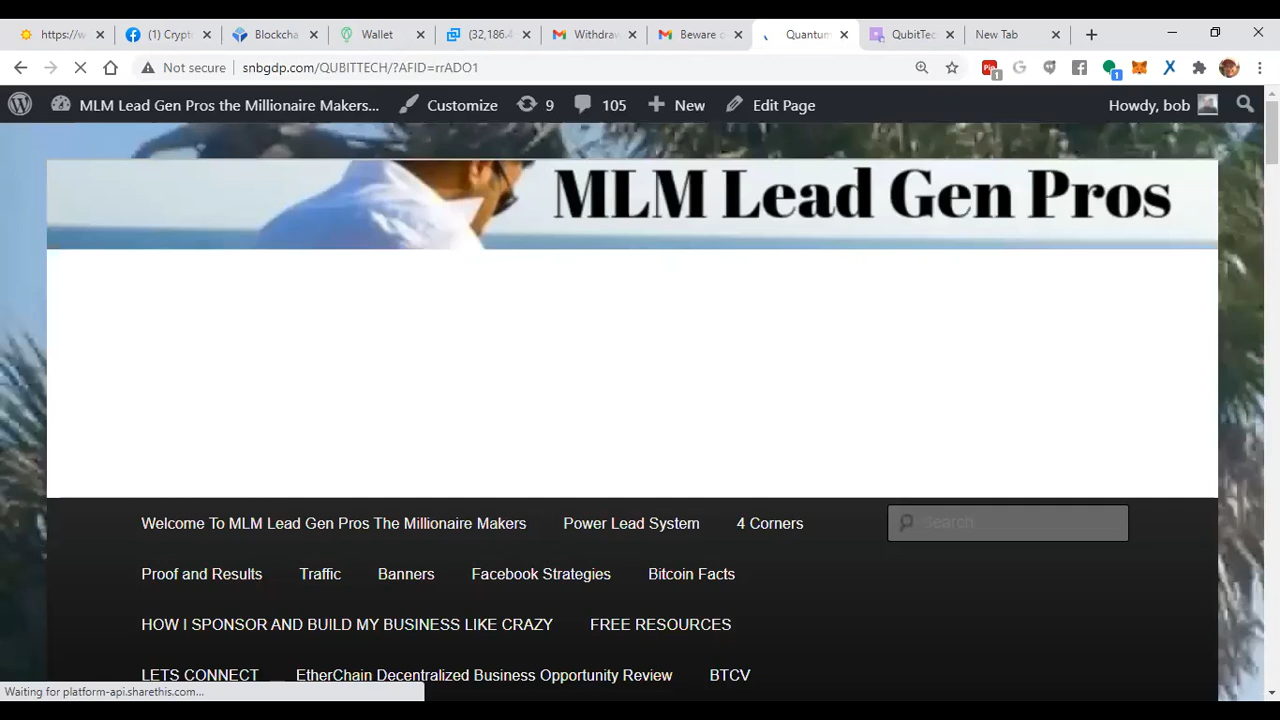 https://w
(1) Crypt
Blockcha
Wallet
(32,186.4
Withdraw
Beware o
Quantum
QubitTec
New Tab
Not secure
snbgdp.com/QUBITTECH/?AFID=rrADO1
1
1
MLM Lead Gen Pros the Millionaire Makers...
Customize
9
105
New
Edit Page
Howdy, bob
MLM Lead Gen Pros
Welcome To MLM Lead Gen Pros The Millionaire Makers
Power Lead System
4 Corners
Search
Proof and Results
Traffic
Banners
Facebook Strategies
Bitcoin Facts
HOW I SPONSOR AND BUILD MY BUSINESS LIKE CRAZY
FREE RESOURCES
LETS CONNECT
EtherChain Decentralized Business Opportunity Review
BTCV
Waiting for platform-api.sharethis.com...